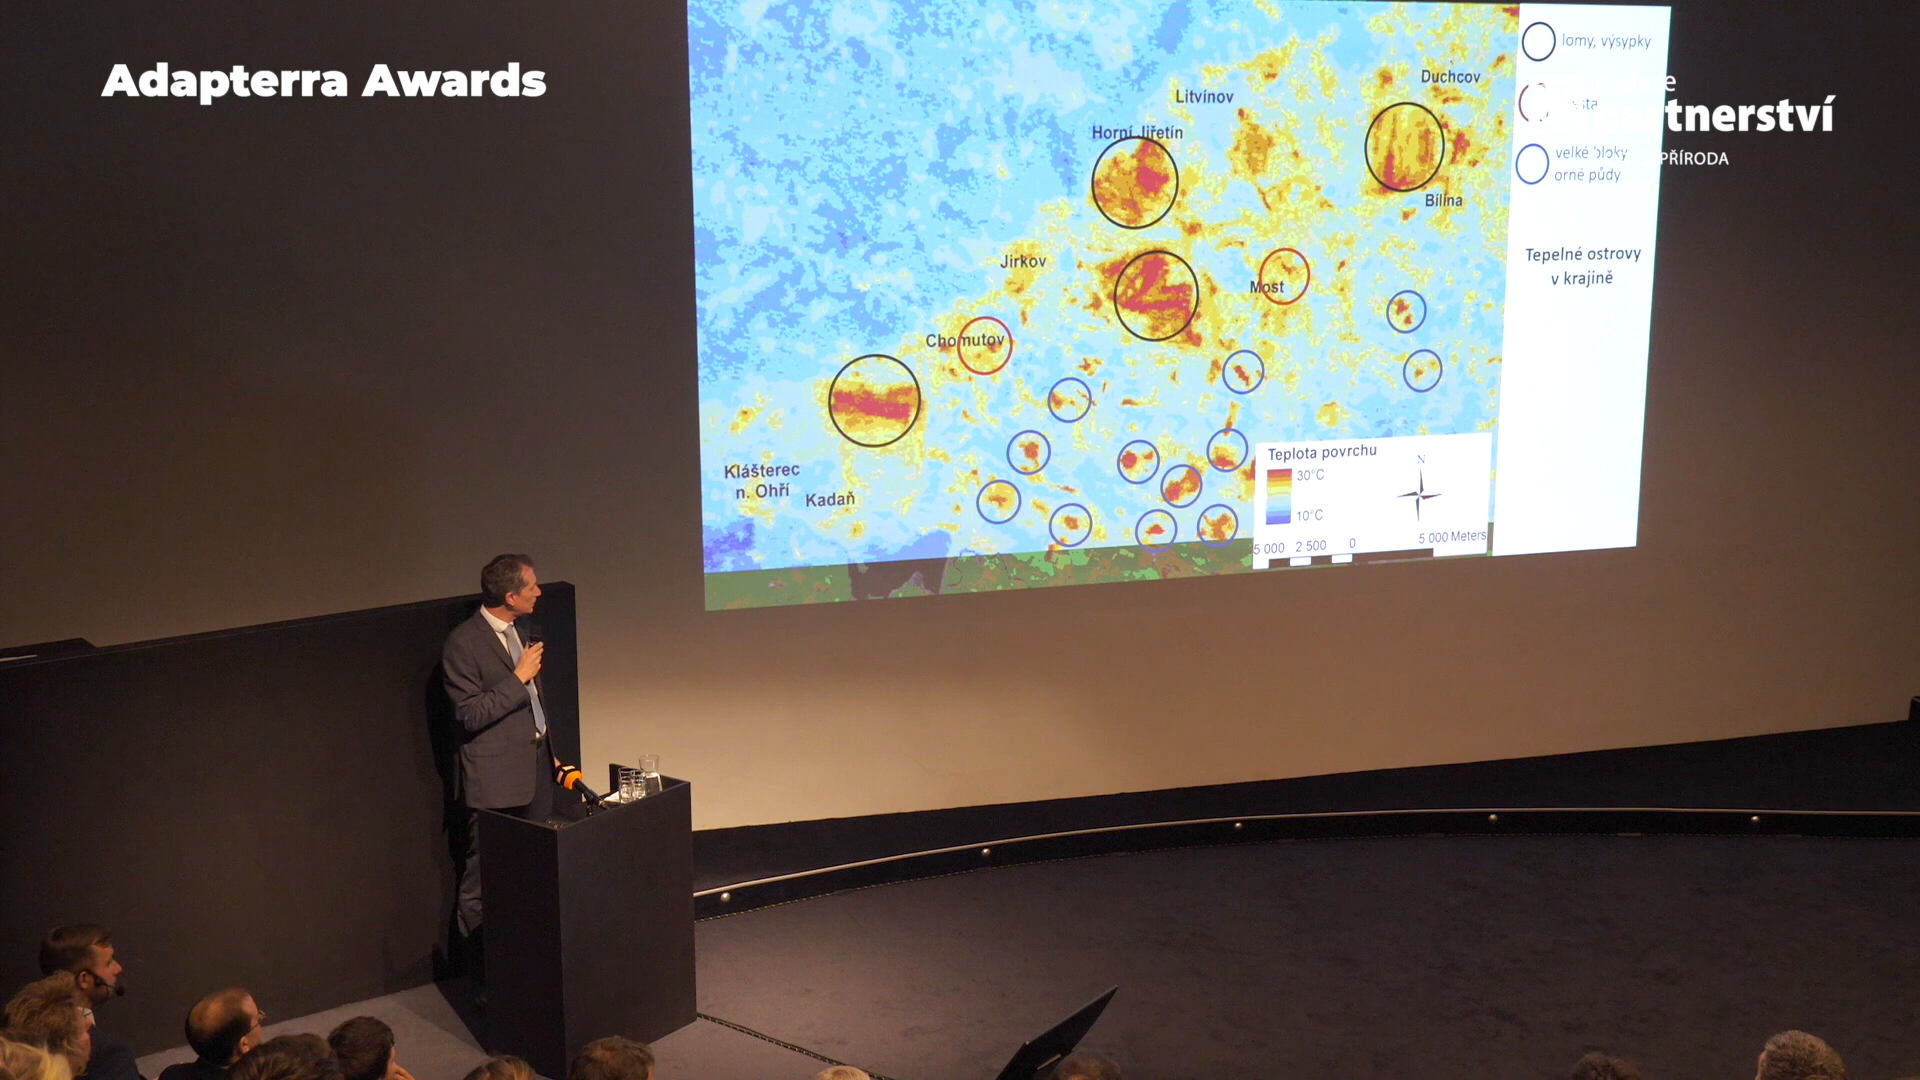 Adapterra Awards
lomy, výsypky
Duchcov
Litvínov
tnerství
Horní Jiřetín
velké bloky
PŘÍRODA
orné půdy
Bílina
Tepelné ostrovy
v krajině
Jirkov
Most
Chomutov
Teplota povrchu
30°C
N
10°C
Klášterec
n. Ohří
Kadaň
5 000 2 500 0 5 000 Meters